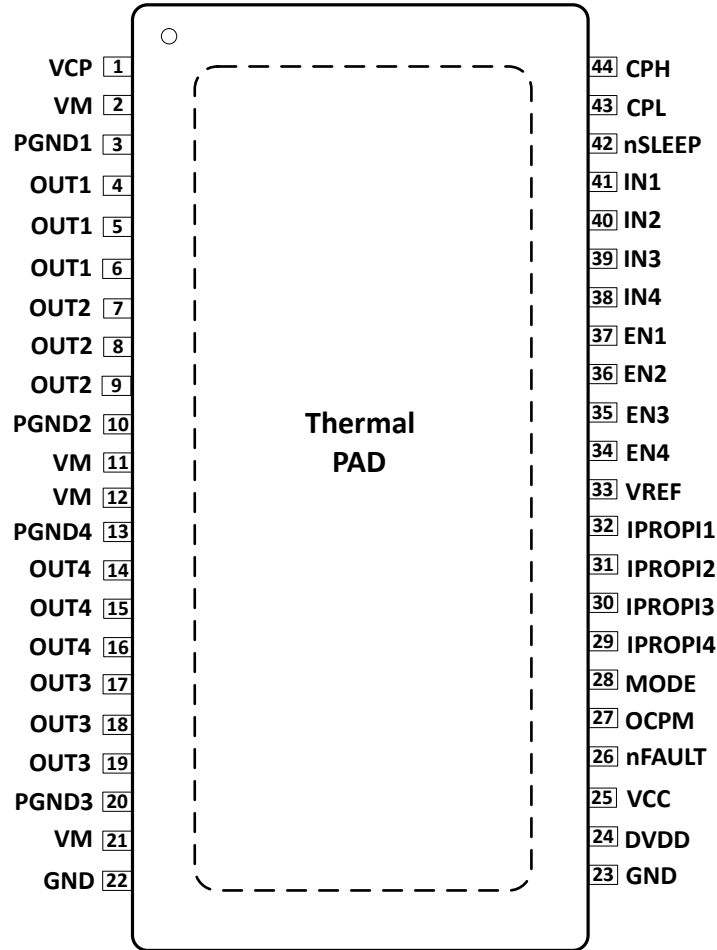 VCP 1
VM 2
PGND1 3
OUT1 4
OUT1 5
OUT1 6
OUT2 7
OUT2 8
OUT2 9
PGND2 10
VM 11
VM 12
PGND4 13
OUT4 14
OUT4 15
OUT4 16
OUT3 17
OUT3 18
OUT3 19
PGND3 20
VM 21
GND 22
Thermal
PAD
44 CPH
43 CPL
42 nSLEEP
41 IN1
40 IN2
39 IN3
38 IN4
37 EN1
36 EN2
35 EN3
34 EN4
33 VREF
32 IPROPI1
31 IPROPI2
30 IPROPI3
29 IPROPI4
28 MODE
27 OCPM
26 nFAULT
25 VCC
24 DVDD
23 GND